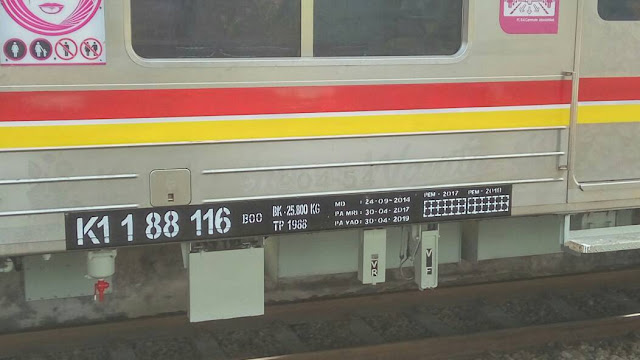 K1 1 88 116
BOO
BK : 25.800 KG
TP 1988
MD : 24-09-2014
PA MRI : 30-04-2017
PA YAD : 30-04-2019
PEM - 2017
PEM - 2018
VR
VF